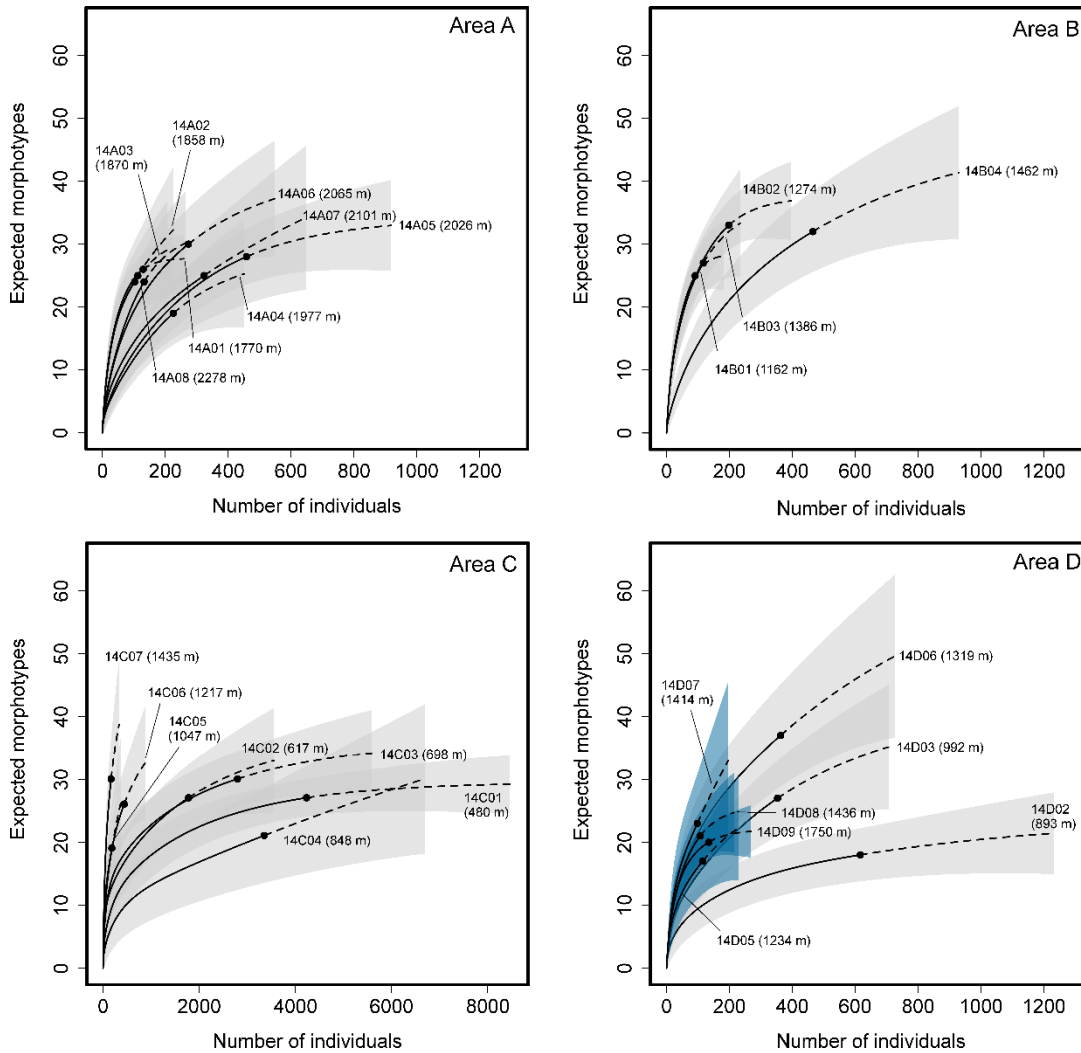 Area A
Expected morphotypes
60
50
40
30
20
10
0
14A02
(1858 m)
14A03
(1870 m)
14A06 (2065 m)
14A07 (2101 m)
14A05 (2026 m)
14A04 (1977 m)
14A01 (1770 m)
14A08 (2278 m)
0 200 400 600 800 1000 1200
Number of individuals
Area B
Expected morphotypes
60
50
40
30
20
10
0
14B02 (1274 m)
14B04 (1462 m)
14B03 (1386 m)
14B01 (1162 m)
0 200 400 600 800 1000 1200
Number of individuals
Area C
Expected morphotypes
60
50
40
30
20
10
0
14C07 (1435 m)
14C06 (1217 m)
14C05
(1047 m)
14C02 (617 m)
14C03 (698 m)
14C01
(480 m)
14C04 (848 m)
0 2000 4000 6000 8000
Number of individuals
Area D
Expected morphotypes
60
50
40
30
20
10
0
14D07
(1414 m)
14D06 (1319 m)
14D03 (992 m)
14D08 (1436 m)
14D09 (1750 m)
14D02
(893 m)
14D05 (1234 m)
0 200 400 600 800 1000 1200
Number of individuals